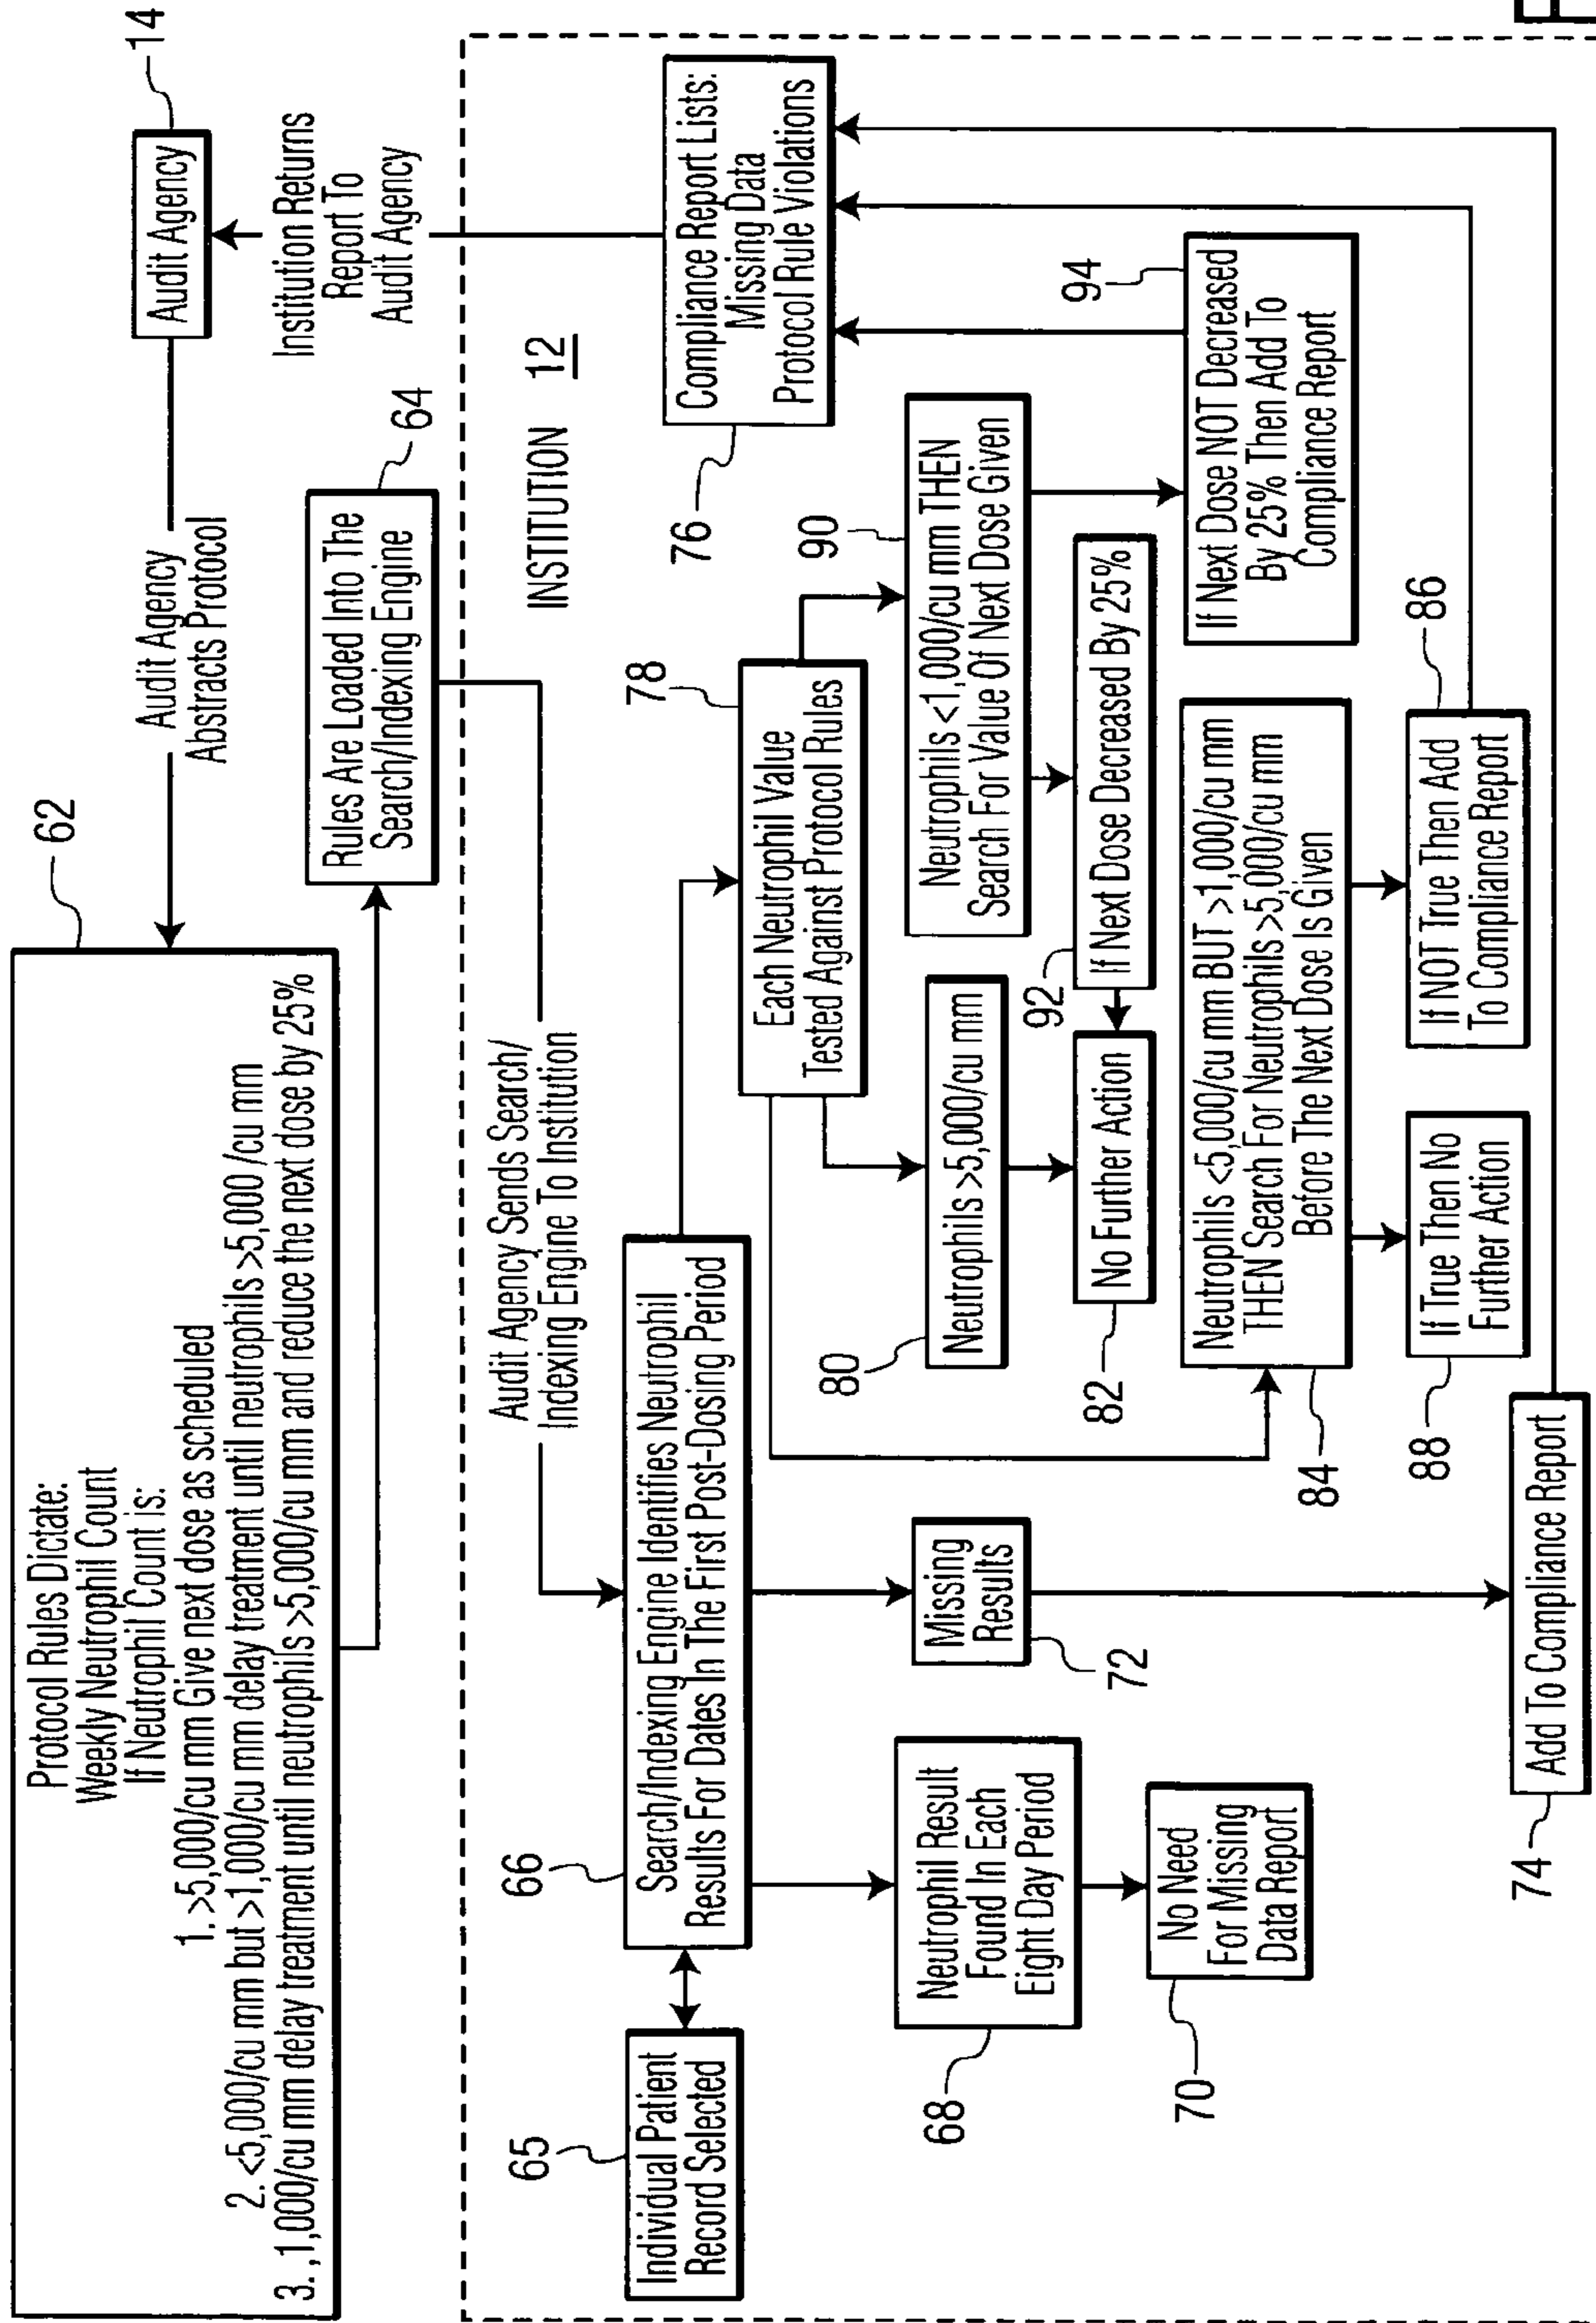 62
Protocol Rules Dictate:
Weekly Neutrophil Count
If Neutrophil Count is:
1. >5,000/cu mm Give next dose as scheduled
2. <5,000/cu mm but >1,000/cu mm delay treatment until neutrophils >5,000 /cu mm
3. ,1,000/cu mm delay treatment until neutrophils >5,000/cu mm and reduce the next dose by 25%
Audit Agency
Abstracts Protocol
Audit Agency
14
Institution Returns
Report To
Audit Agency
Rules Are Loaded Into The
Search/Indexing Engine
64
Audit Agency Sends Search/
Indexing Engine To Institution
INSTITUTION
12
65
Individual Patient
Record Selected
66
Search/Indexing Engine Identifies Neutrophil
Results For Dates In The First Post-Dosing Period
68
Neutrophil Result
Found In Each
Eight Day Period
70
No Need
For Missing
Data Report
72
Missing
Results
74
Add To Compliance Report
76
Compliance Report Lists:
Missing Data
Protocol Rule Violations
78
Each Neutrophil Value
Tested Against Protocol Rules
80
Neutrophils >5,000/cu mm
82
No Further Action
84
Neutrophils <5,000/cu mm BUT >1,000/cu mm
THEN Search For Neutrophils >5,000/cu mm
Before The Next Dose Is Given
88
If True Then No
Further Action
86
If NOT True Then Add
To Compliance Report
90
Neutrophils <1,000/cu mm THEN
Search For Value Of Next Dose Given
92
If Next Dose Decreased By 25%
94
If Next Dose NOT Decreased
By 25% Then Add To
Compliance Report